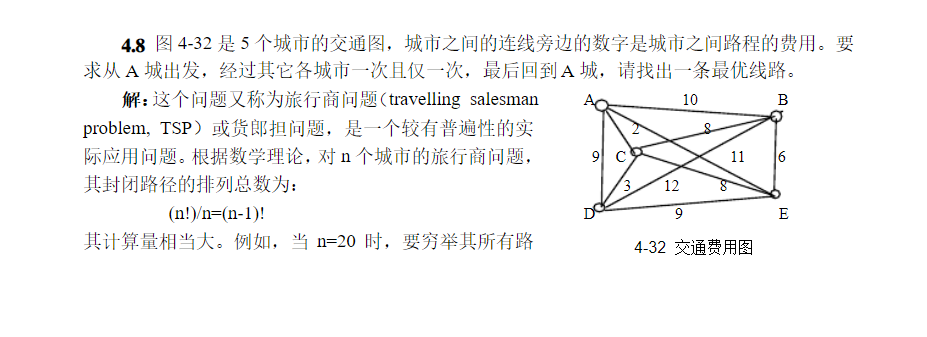 4.8 图 4-32 是 5 个城市的交通图，城市之间的连线旁边的数字是城市之间路程的费用。要
求从 A 城出发，经过其它各城市一次且仅一次，最后回到 A 城，请找出一条最优线路。
解：这个问题又称为旅行商问题（travelling salesman
problem, TSP）或货郎担问题，是一个较有普遍性的实
际应用问题。根据数学理论，对 n 个城市的旅行商问题，
其封闭路径的排列总数为：
(n!)/n=(n-1)!
其计算量相当大。例如，当 n=20 时，要穷举其所有路
A 10 B
2 8
9 C 11 6
3 12 8
D 9 E
4-32 交通费用图